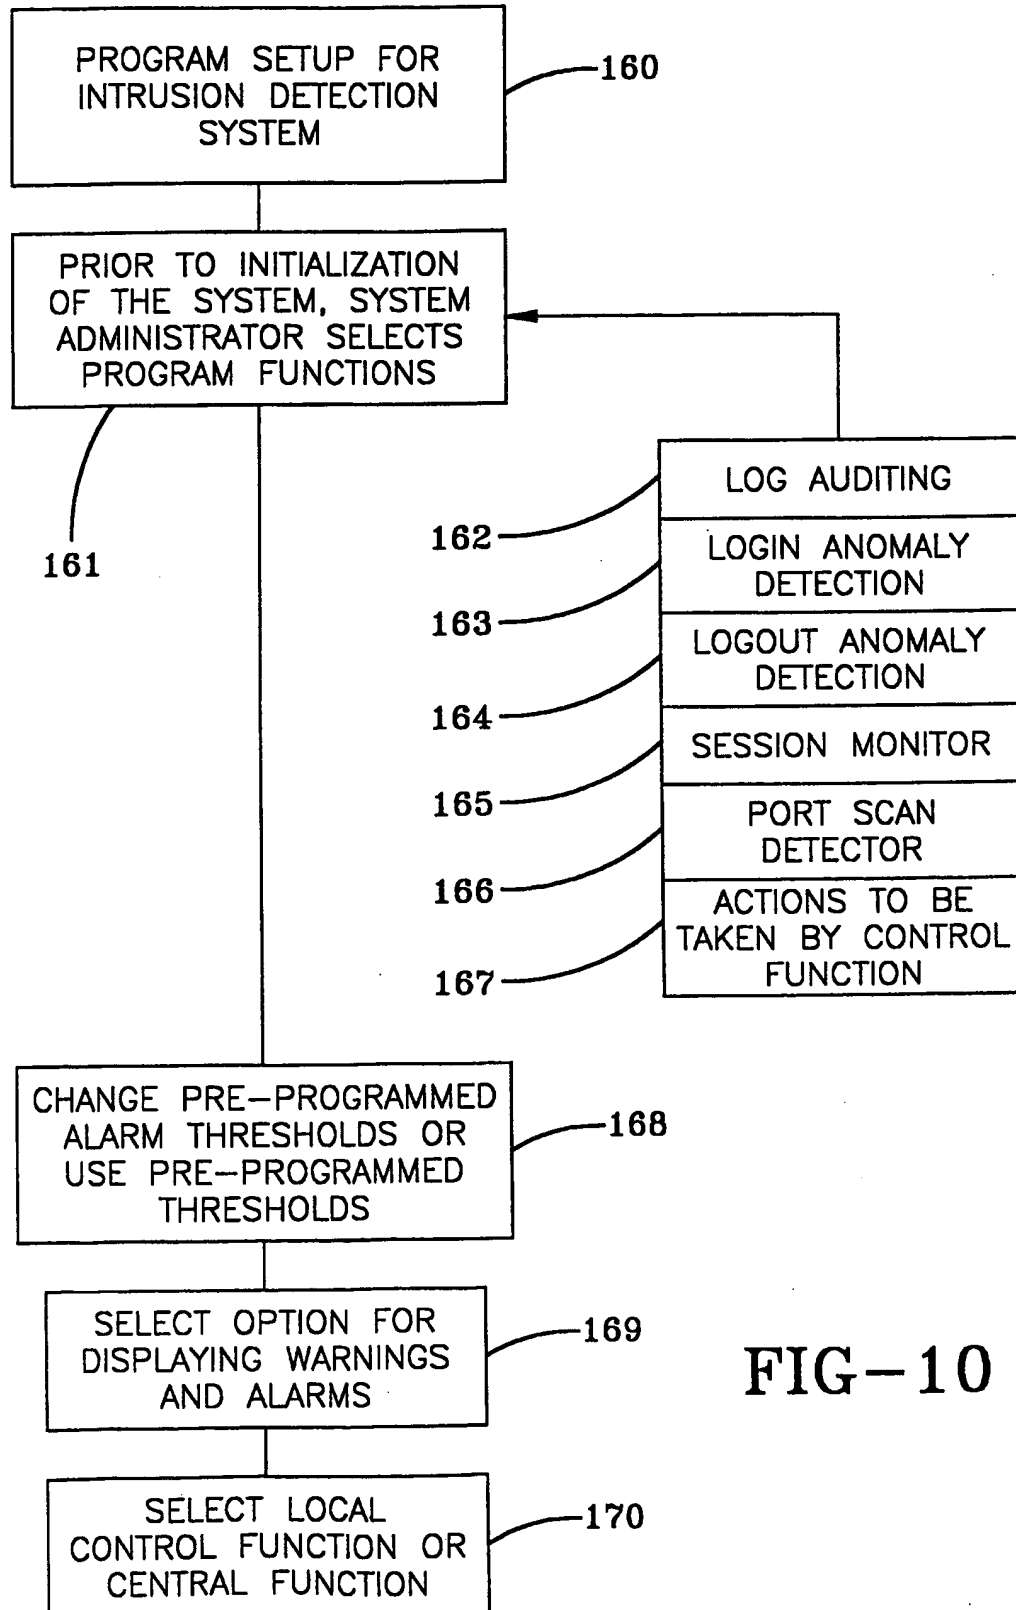 PROGRAM SETUP FOR
INTRUSION DETECTION
SYSTEM
160
PRIOR TO INITIALIZATION
OF THE SYSTEM, SYSTEM
ADMINISTRATOR SELECTS
PROGRAM FUNCTIONS
161
LOG AUDITING
162
LOGIN ANOMALY
DETECTION
163
LOGOUT ANOMALY
DETECTION
164
SESSION MONITOR
165
PORT SCAN
DETECTOR
166
ACTIONS TO BE
TAKEN BY CONTROL
FUNCTION
167
CHANGE PRE-PROGRAMMED
ALARM THRESHOLDS OR
USE PRE-PROGRAMMED
THRESHOLDS
168
SELECT OPTION FOR
DISPLAYING WARNINGS
AND ALARMS
169
SELECT LOCAL
CONTROL FUNCTION OR
CENTRAL FUNCTION
170
FIG-10